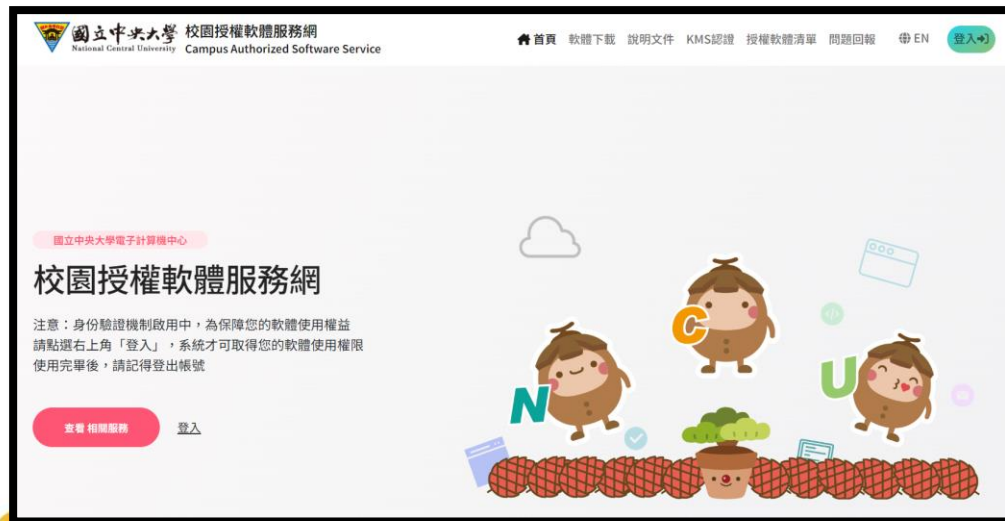 國立中央大學 校園授權軟體服務網
National Central University Campus Authorized Software Service
首頁 軟體下載 說明文件 KMS認證 授權軟體清單 問題回報 EN 登入
國立中央大學電子計算機中心
校園授權軟體服務網
注意：身份驗證機制啟用中，為保障您的軟體使用權益
請點選右上角「登入」，系統才可取得您的軟體使用權限
使用完畢後，請記得登出帳號
查看相關服務 登入
N C U